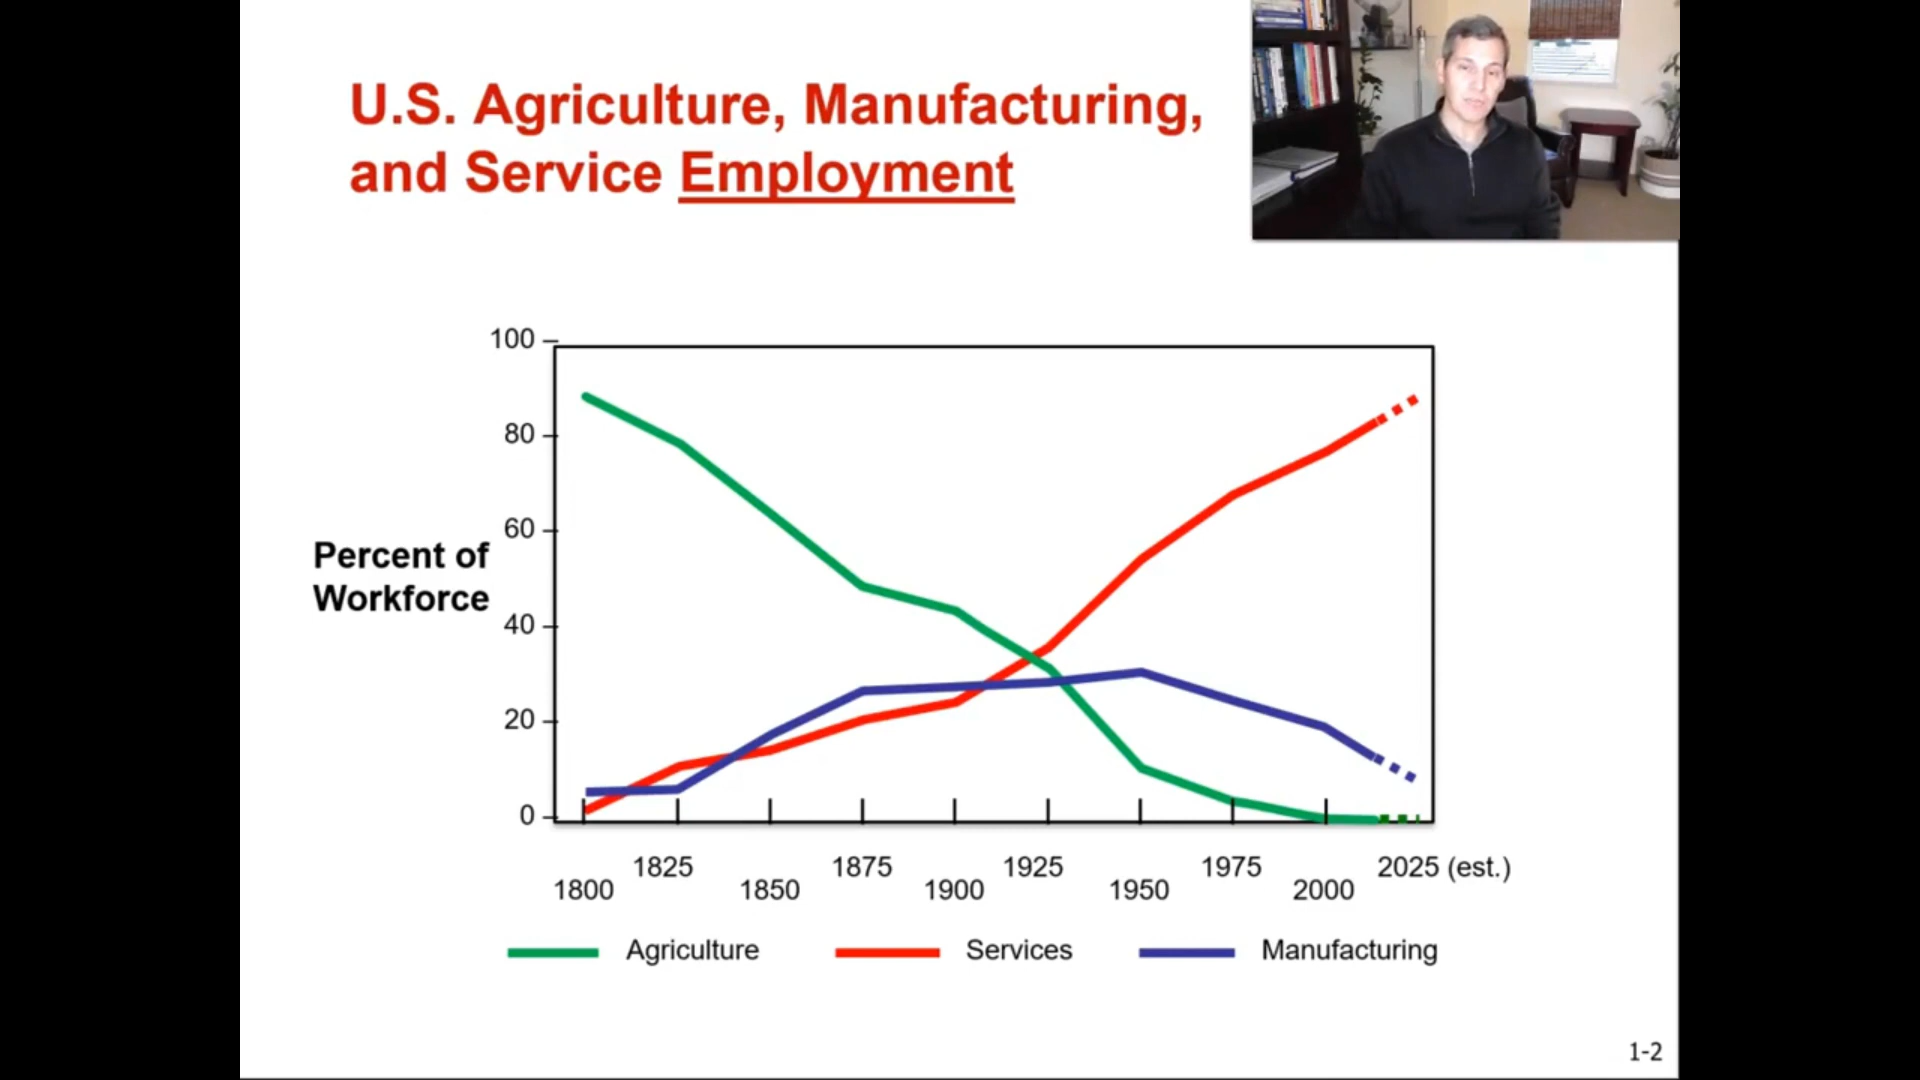 U.S. Agriculture, Manufacturing,
and Service Employment
100
80
60
40
20
0
Percent of
Workforce
1800
1825
1850
1875
1900
1925
1950
1975
2000
2025 (est.)
Agriculture
Services
Manufacturing
1-2